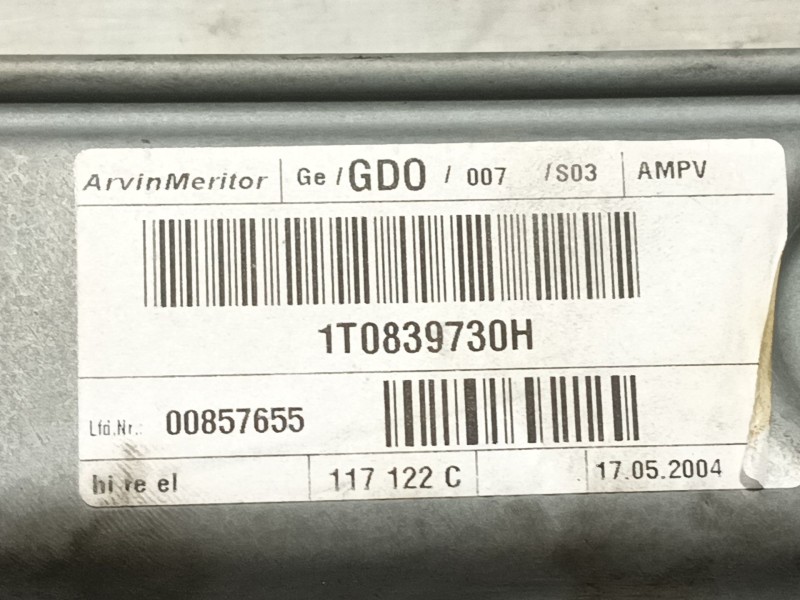 ArvinMeritor Ge / GDO / 007 / S03 AMPV
1T0839730H
Lfd.Nr.: 00857655
hi re el 117 122 C 17.05.2004